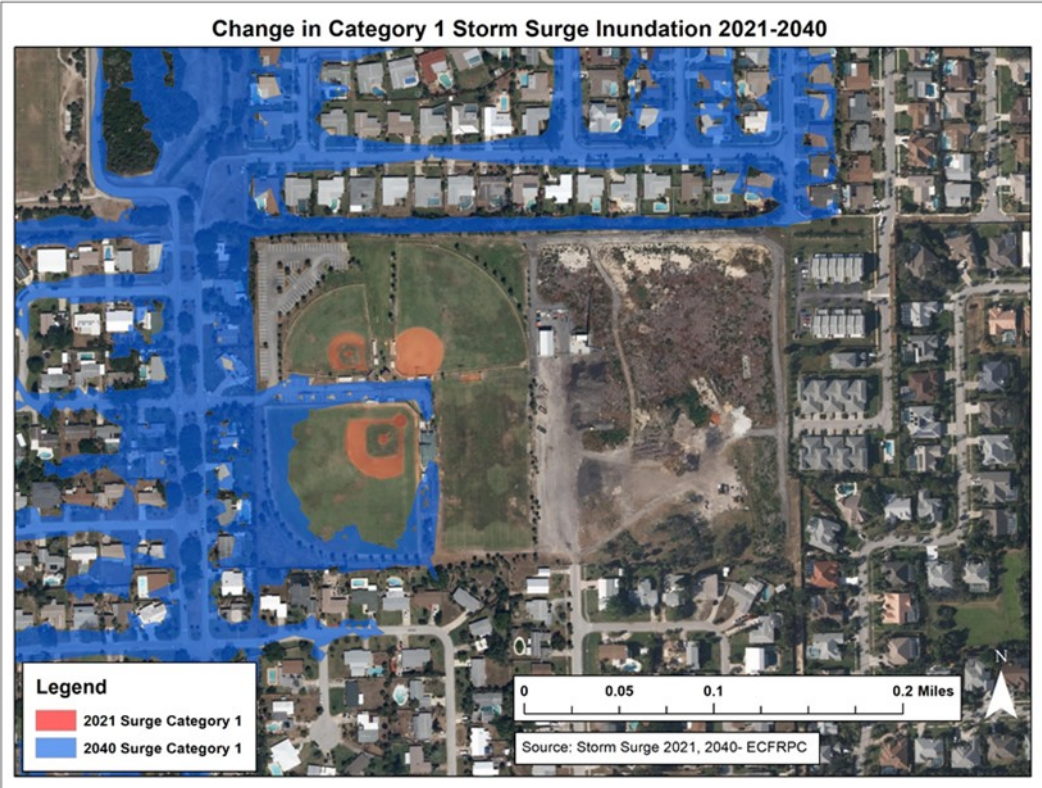 Change in Category 1 Storm Surge Inundation 2021-2040
N
Legend
2021 Surge Category 1
2040 Surge Category 1
0 0.05 0.1 0.2 Miles
Source: Storm Surge 2021, 2040- ECFRPC